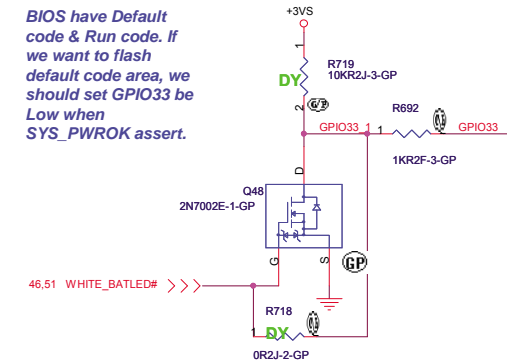 BIOS have Default
code & Run code. If
we want to flash
default code area, we
should set GPIO33 be
Low when
SYS_PWROK assert.
+3VS
1
R719
10KR2J-3-GP
DY
2
G/P
GPIO33_1
1
R692
GPIO33
1KR2F-3-GP
D
Q48
2N7002E-1-GP
G
S
GP
46,51 WHITE_BATLED#
R718
1
DY
0R2J-2-GP